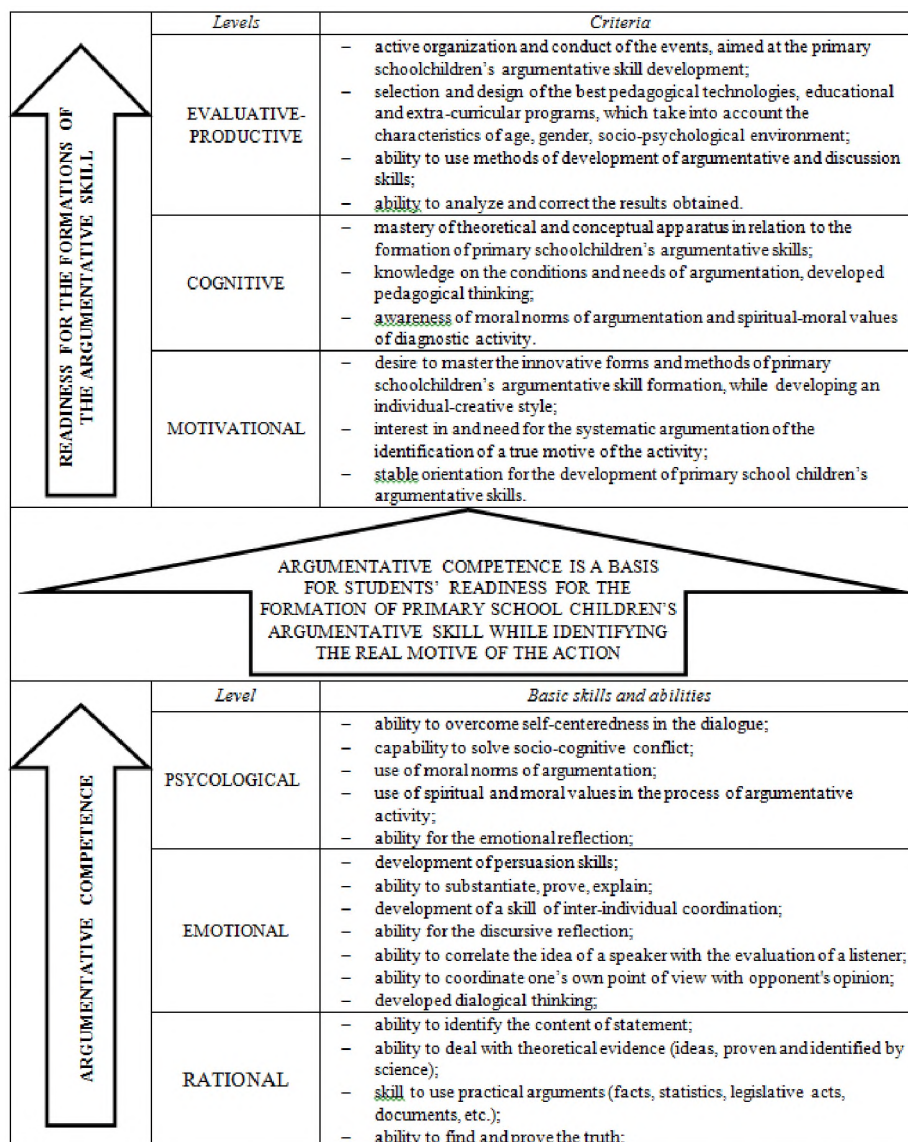 READINESS FOR THE FORMATIONS OF
THE ARGUMENTATIVE SKILL
Levels
Criteria
EVALUATIVE-
PRODUCTIVE
– active organization and conduct of the events, aimed at the primary
schoolchildren's argumentative skill development;
– selection and design of the best pedagogical technologies, educational
and extra-curricular programs, which take into account the
characteristics of age, gender, socio-psychological environment;
– ability to use methods of development of argumentative and discussion
skills;
– ability to analyze and correct the results obtained.
COGNITIVE
– mastery of theoretical and conceptual apparatus in relation to the
formation of primary schoolchildren's argumentative skills;
– knowledge on the conditions and needs of argumentation, developed
pedagogical thinking;
– awareness of moral norms of argumentation and spiritual-moral values
of diagnostic activity.
MOTIVATIONAL
– desire to master the innovative forms and methods of primary
schoolchildren's argumentative skill formation, while developing an
individual-creative style;
– interest in and need for the systematic argumentation of the
identification of a true motive of the activity;
– stable orientation for the development of primary school children's
argumentative skills.
ARGUMENTATIVE COMPETENCE IS A BASIS
FOR STUDENTS' READINESS FOR THE
FORMATION OF PRIMARY SCHOOL CHILDREN'S
ARGUMENTATIVE SKILL WHILE IDENTIFYING
THE REAL MOTIVE OF THE ACTION
ARGUMENTATIVE COMPETENCE
Level
Basic skills and abilities
PSYCOLOGICAL
– ability to overcome self-centeredness in the dialogue;
– capability to solve socio-cognitive conflict;
– use of moral norms of argumentation;
– use of spiritual and moral values in the process of argumentative
activity;
– ability for the emotional reflection;
EMOTIONAL
– development of persuasion skills;
– ability to substantiate, prove, explain;
– development of a skill of inter-individual coordination;
– ability for the discursive reflection;
– ability to correlate the idea of a speaker with the evaluation of a listener;
– ability to coordinate one's own point of view with opponent's opinion;
– developed dialogical thinking;
RATIONAL
– ability to identify the content of statement;
– ability to deal with theoretical evidence (ideas, proven and identified by
science);
– skill to use practical arguments (facts, statistics, legislative acts,
documents, etc.);
– ability to find and prove the truth;